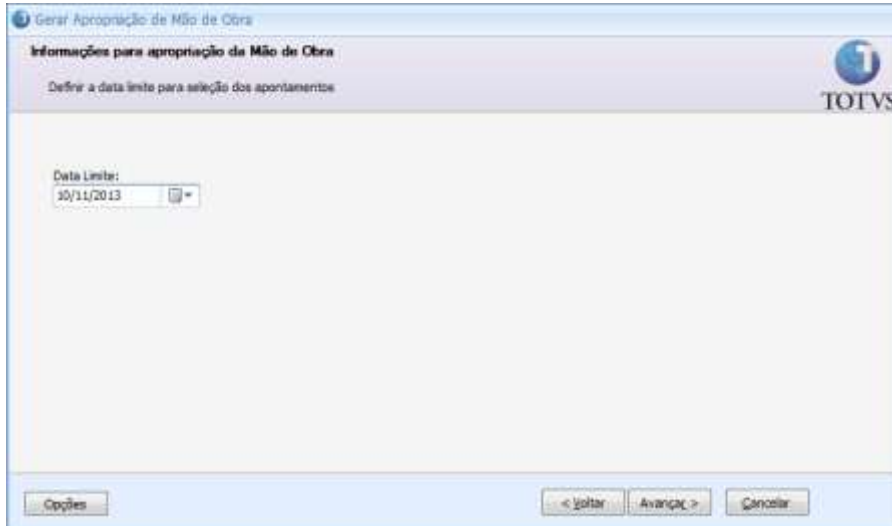 Gerar Apropriação de Mão de Obra
Informações para apropriação da Mão de Obra
Definir a data limite para seleção dos apontamentos
TOTVS
Data Limite:
10/11/2013
Opções
< Voltar
Avançar >
Cancelar